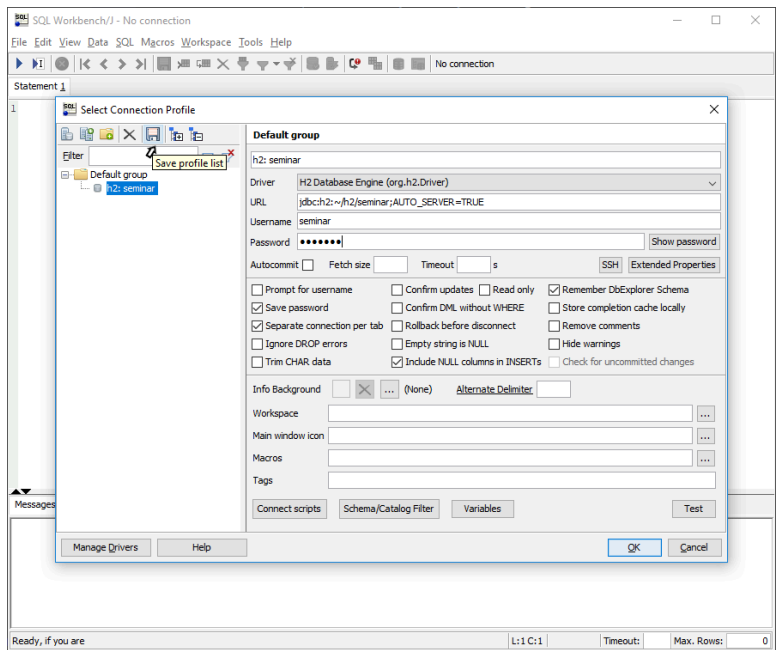 SQL Workbench/J - No connection
File Edit View Data SQL Macros Workspace Tools Help
No connection
Statement 1
1
Select Connection Profile
Filter
Save profile list
Default group
h2: seminar
Default group
h2: seminar
Driver H2 Database Engine (org.h2.Driver)
URL jdbc:h2:~/h2/seminar;AUTO_SERVER=TRUE
Username seminar
Password ●●●●●●● Show password
Autocommit Fetch size Timeout s SSH Extended Properties
Prompt for username Confirm updates Read only Remember DbExplorer Schema
Save password Confirm DML without WHERE Store completion cache locally
Separate connection per tab Rollback before disconnect Remove comments
Ignore DROP errors Empty string is NULL Hide warnings
Trim CHAR data Include NULL columns in INSERTs Check for uncommitted changes
Info Background ... (None) Alternate Delimiter
Workspace ...
Main window icon ...
Macros ...
Tags
Connect scripts Schema/Catalog Filter Variables Test
Manage Drivers Help OK Cancel
Messages
Ready, if you are L:1 C:1 Timeout: Max. Rows: 0